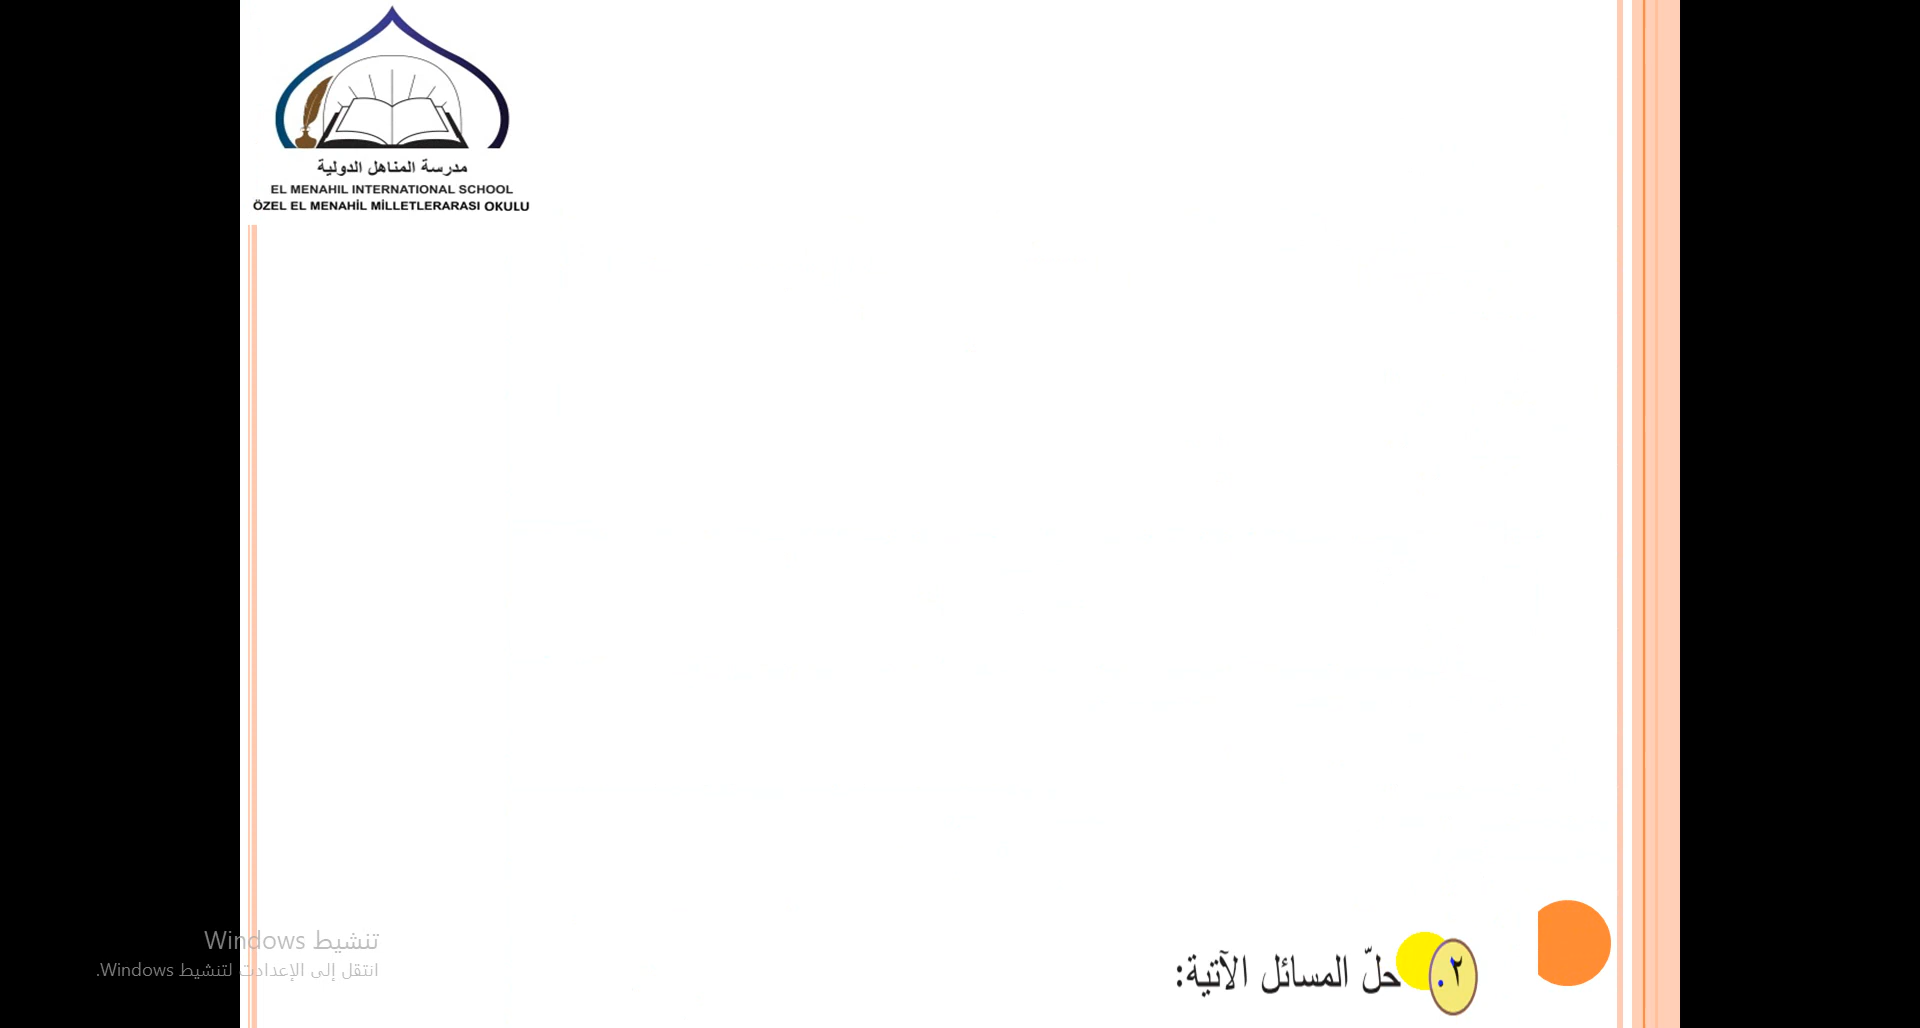 مدرسة المناهل الدولية
EL MENAHIL INTERNATIONAL SCHOOL
ÖZEL EL MENAHİL MİLLETLERARASI OKULU
٢. حلّ المسائل الآتية:
تنشيط Windows
انتقل إلى الإعدادات لتنشيط Windows.